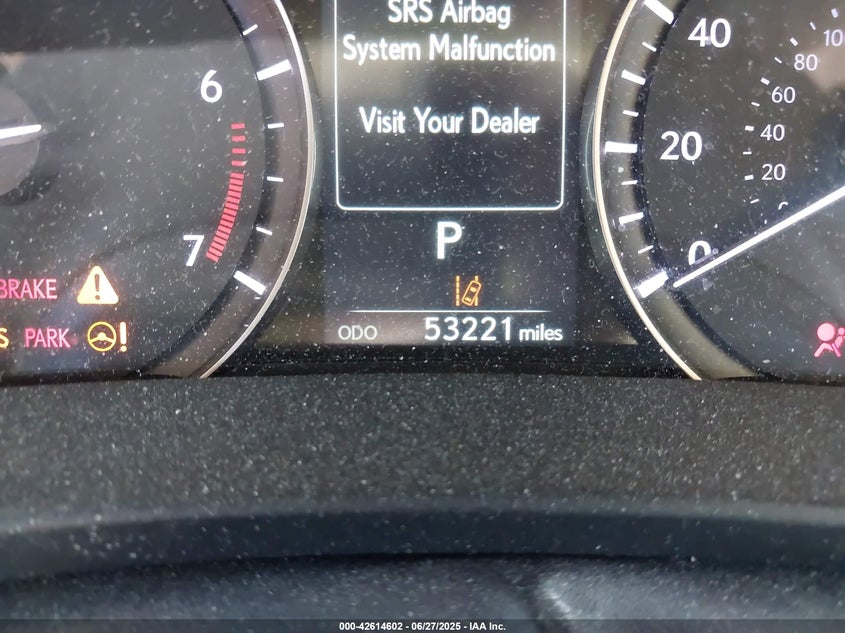 SRS Airbag
System Malfunction
Visit Your Dealer
6
7
BRAKE
PARK
P
ODO 53221 miles
40
20
0
80
60
40
20
000-42614602 - 06/27/2025 - IAA Inc.